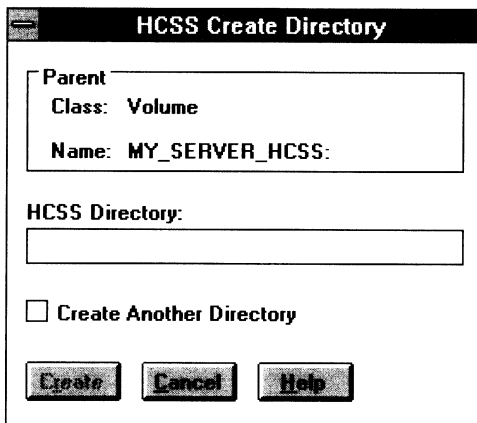 HCSS Create Directory
Parent
Class: Volume
Name: MY_SERVER_HCSS:
HCSS Directory:
Create Another Directory
Create Cancel Help